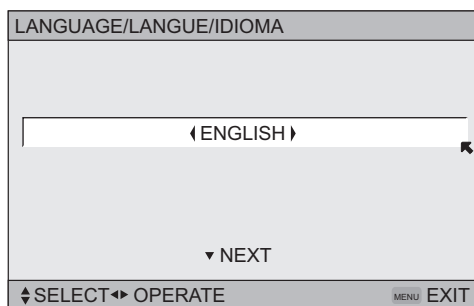 LANGUAGE/LANGUE/IDIOMA
ENGLISH
NEXT
SELECT OPERATE MENU EXIT